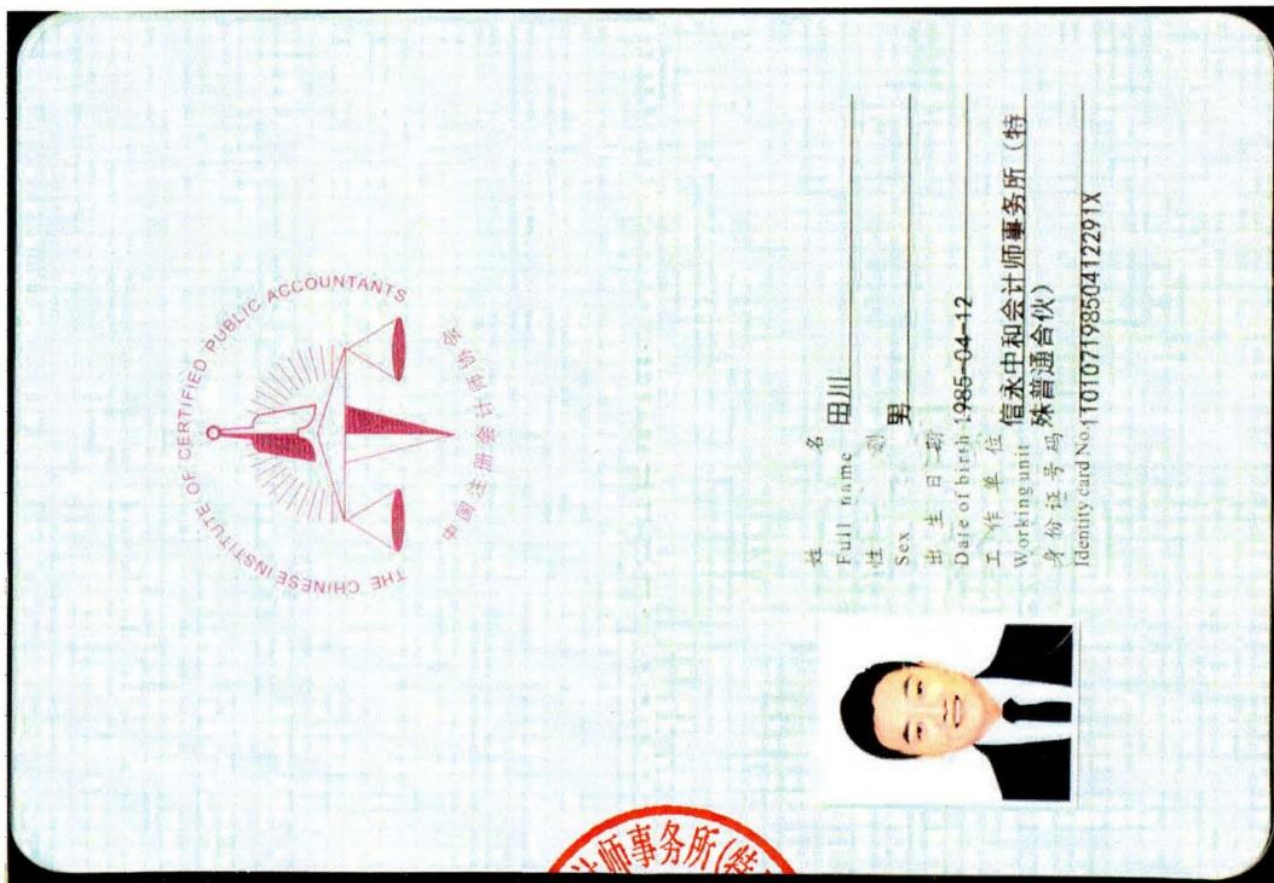 THE CHINESE INSTITUTE OF CERTIFIED PUBLIC ACCOUNTANTS
中国注册会计师协会
姓 名 田川
Full name
性 别 男
Sex
出 生 日 期
Date of birth 1985-04-12
工 作 单 位 信永中和会计师事务所(特
Working unit 殊普通合伙)
身 份 证 号 码
Identity card No. 11010719850412291X
计师事务所(特